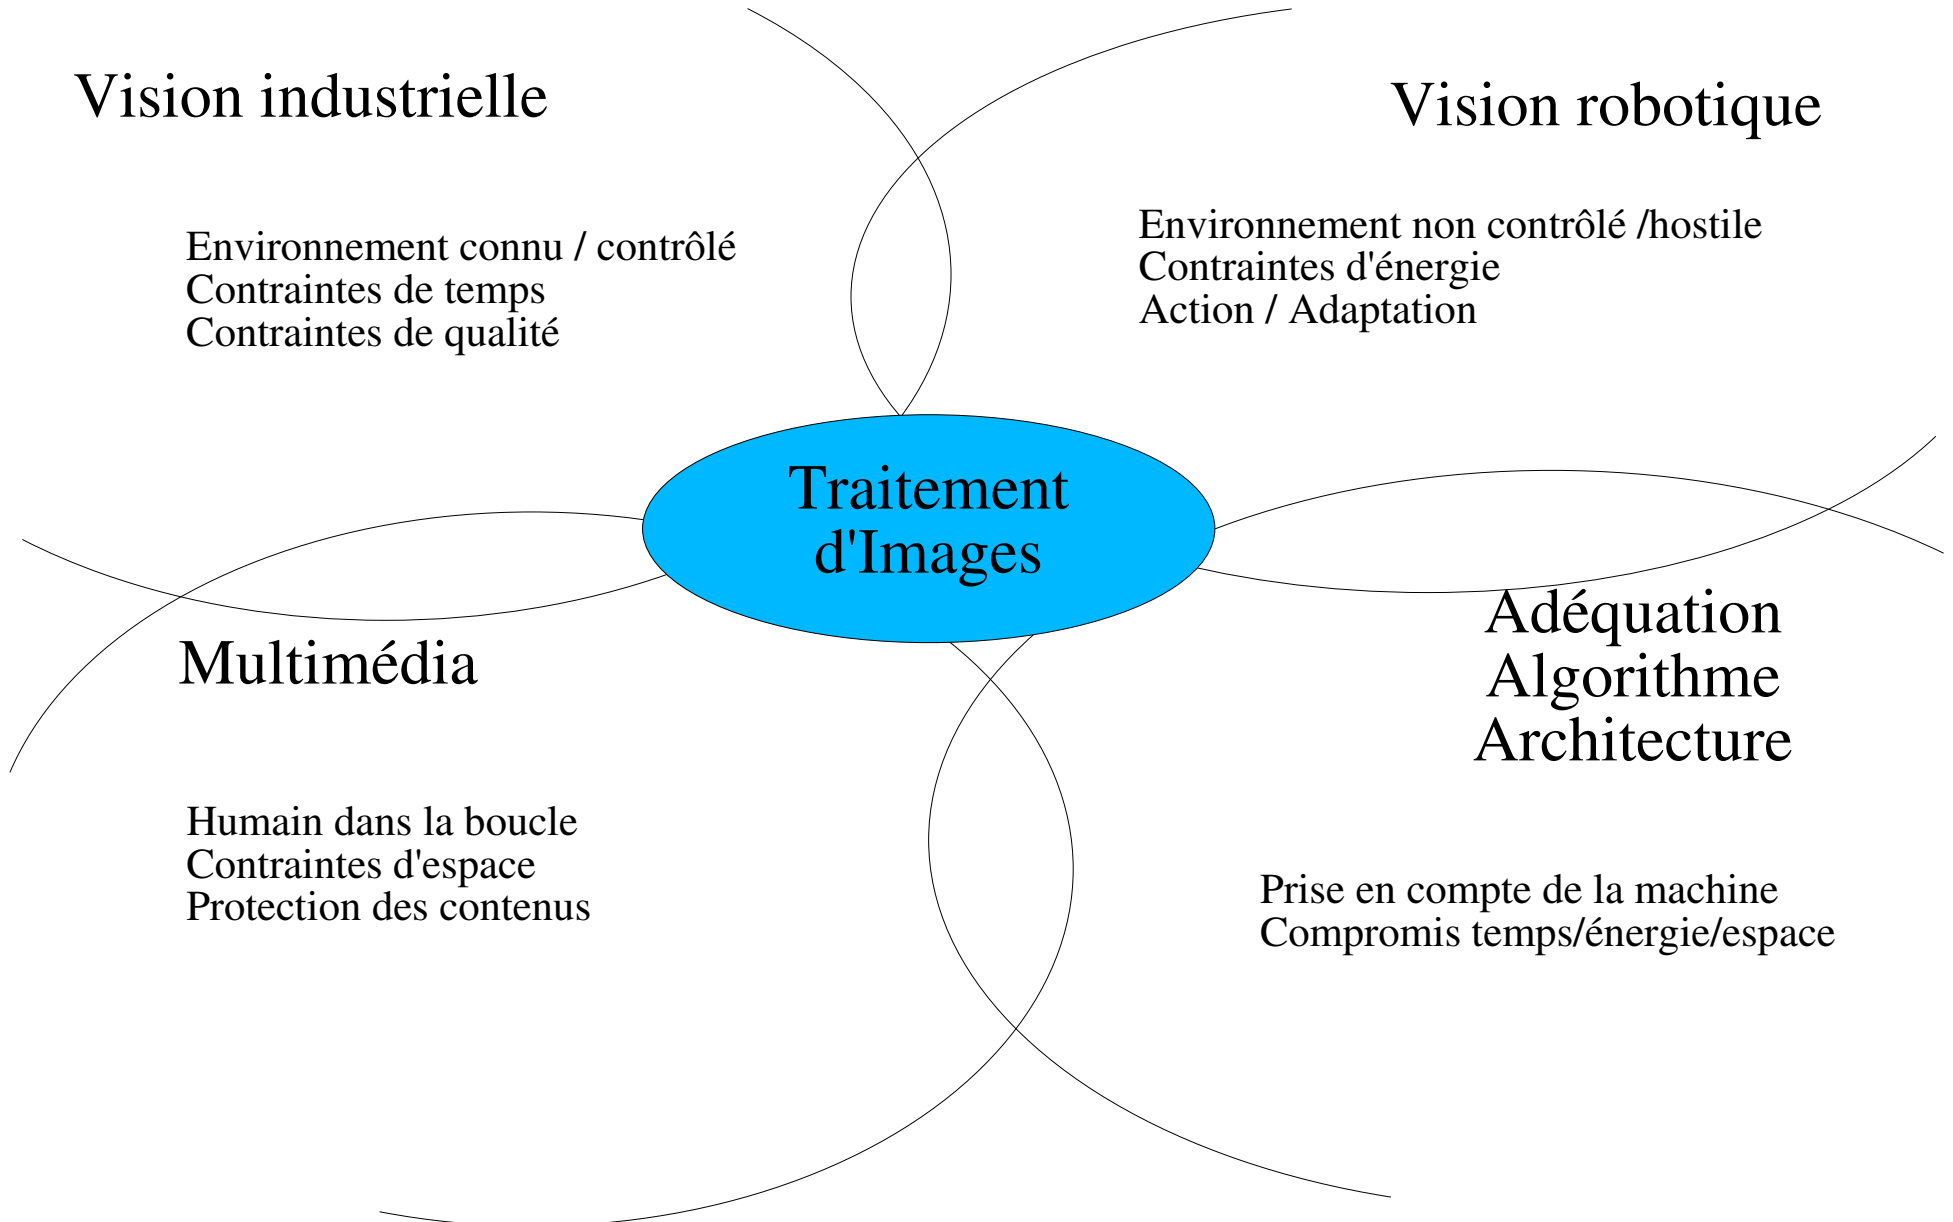 Vision industrielle
Environnement connu / contrôlé
Contraintes de temps
Contraintes de qualité
Vision robotique
Environnement non contrôlé /hostile
Contraintes d'énergie
Action / Adaptation
Traitement
d'Images
Multimédia
Humain dans la boucle
Contraintes d'espace
Protection des contenus
Adéquation
Algorithme
Architecture
Prise en compte de la machine
Compromis temps/énergie/espace